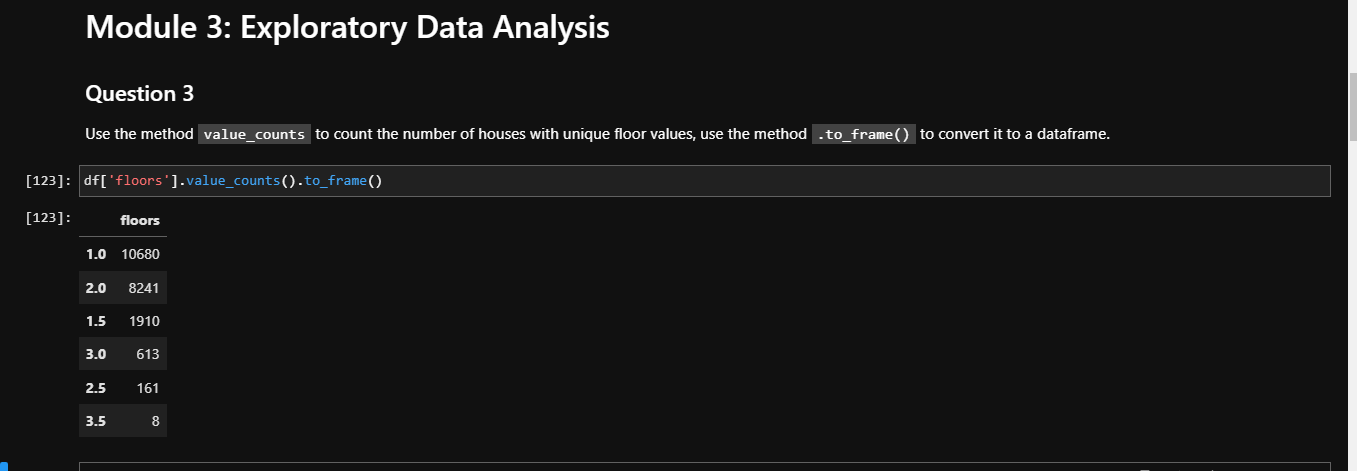 Module 3: Exploratory Data Analysis
Question 3
Use the method value_counts to count the number of houses with unique floor values, use the method .to_frame() to convert it to a dataframe.
[123]: df['floors'].value_counts().to_frame()
[123]:
floors
1.0 10680
2.0 8241
1.5 1910
3.0 613
2.5 161
3.5 8